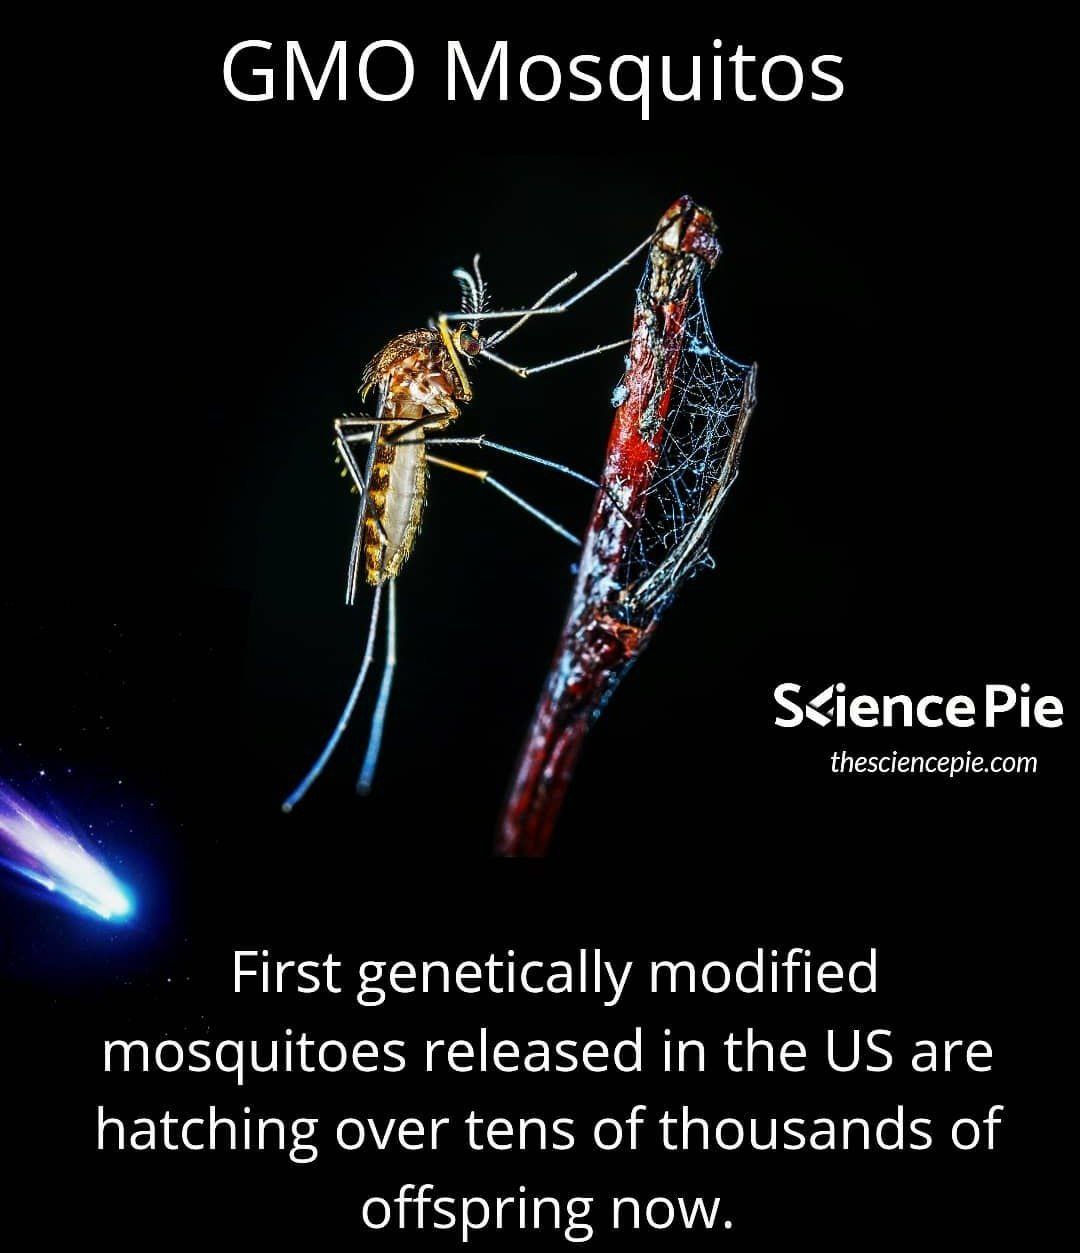 GMO Mosquitos
Science Pie
thesciencepie.com
First genetically modified
mosquitoes released in the US are
hatching over tens of thousands of
offspring now.